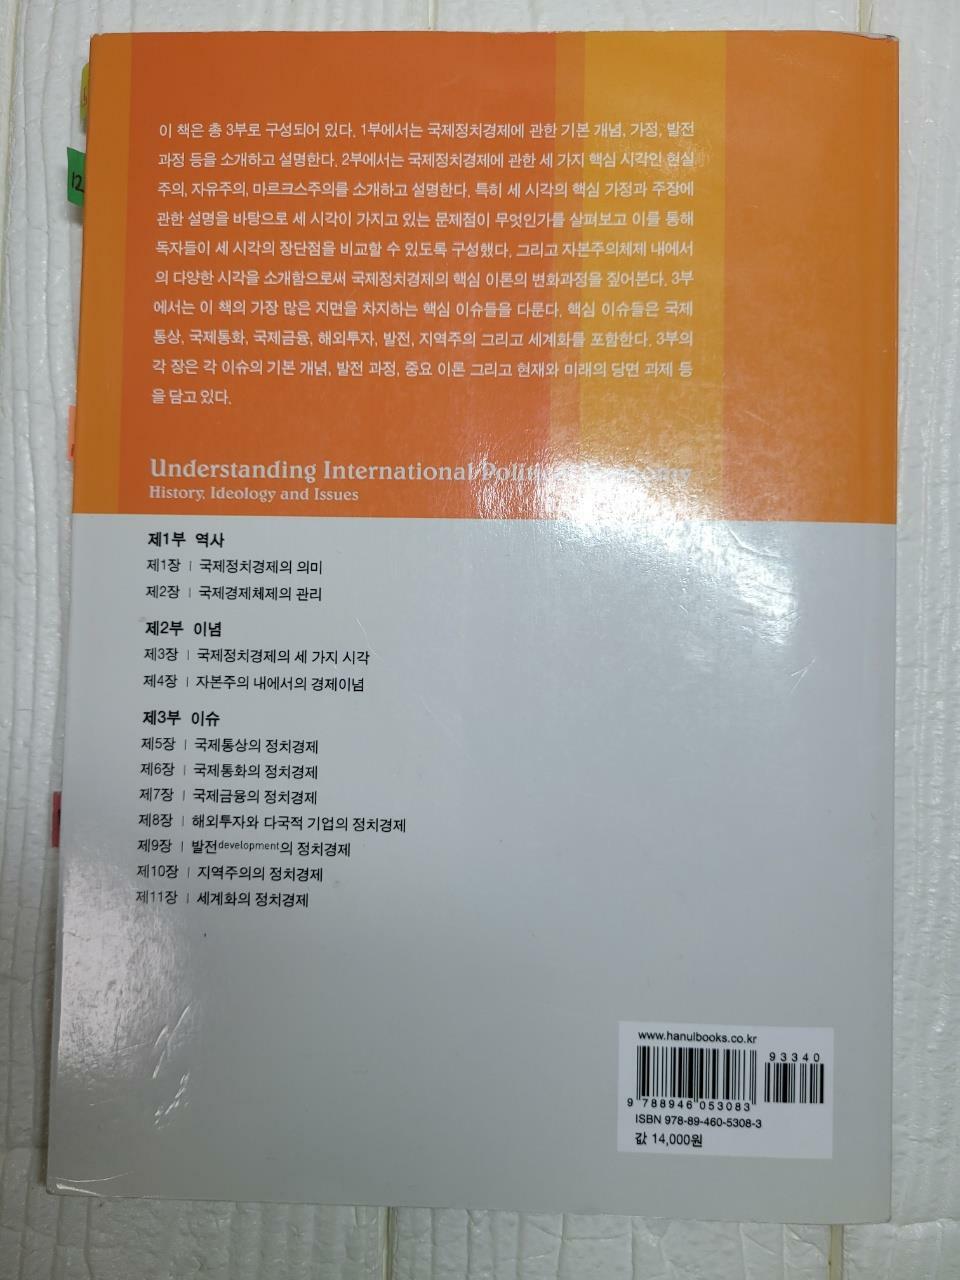 이 책은 총 3부로 구성되어 있다. 1부에서는 국제정치경제에 관한 기본 개념, 가정, 발전
과정 등을 소개하고 설명한다. 2부에서는 국제정치경제에 관한 세 가지 핵심 시각인 현실
주의, 자유주의, 마르크스주의를 소개하고 설명한다. 특히 세 시각의 핵심 가정과 주장에
관한 설명을 바탕으로 세 시각이 가지고 있는 문제점이 무엇인가를 살펴보고 이를 통해
독자들이 세 시각의 장단점을 비교할 수 있도록 구성했다. 그리고 자본주의체제 내에서
의 다양한 시각을 소개함으로써 국제정치경제의 핵심 이론의 변화과정을 짚어본다. 3부
에서는 이 책의 가장 많은 지면을 차지하는 핵심 이슈들을 다룬다. 핵심 이슈들은 국제
통상, 국제통화, 국제금융, 해외투자, 발전, 지역주의 그리고 세계화를 포함한다. 3부의
각 장은 각 이슈의 기본 개념, 발전 과정, 중요 이론 그리고 현재와 미래의 당면 과제 등
을 담고 있다.
Understanding International Political Economy
History, Ideology and Issues
제1부 역사
제1장 | 국제정치경제의 의미
제2장 | 국제경제체제의 관리
제2부 이념
제3장 | 국제정치경제의 세 가지 시각
제4장 | 자본주의 내에서의 경제이념
제3부 이슈
제5장 | 국제통상의 정치경제
제6장 | 국제통화의 정치경제
제7장 | 국제금융의 정치경제
제8장 | 해외투자와 다국적 기업의 정치경제
제9장 | 발전development의 정치경제
제10장 | 지역주의의 정치경제
제11장 | 세계화의 정치경제
12
www.hanulbooks.co.kr
93340
9 788946 053083
ISBN 978-89-460-5308-3
값 14,000원